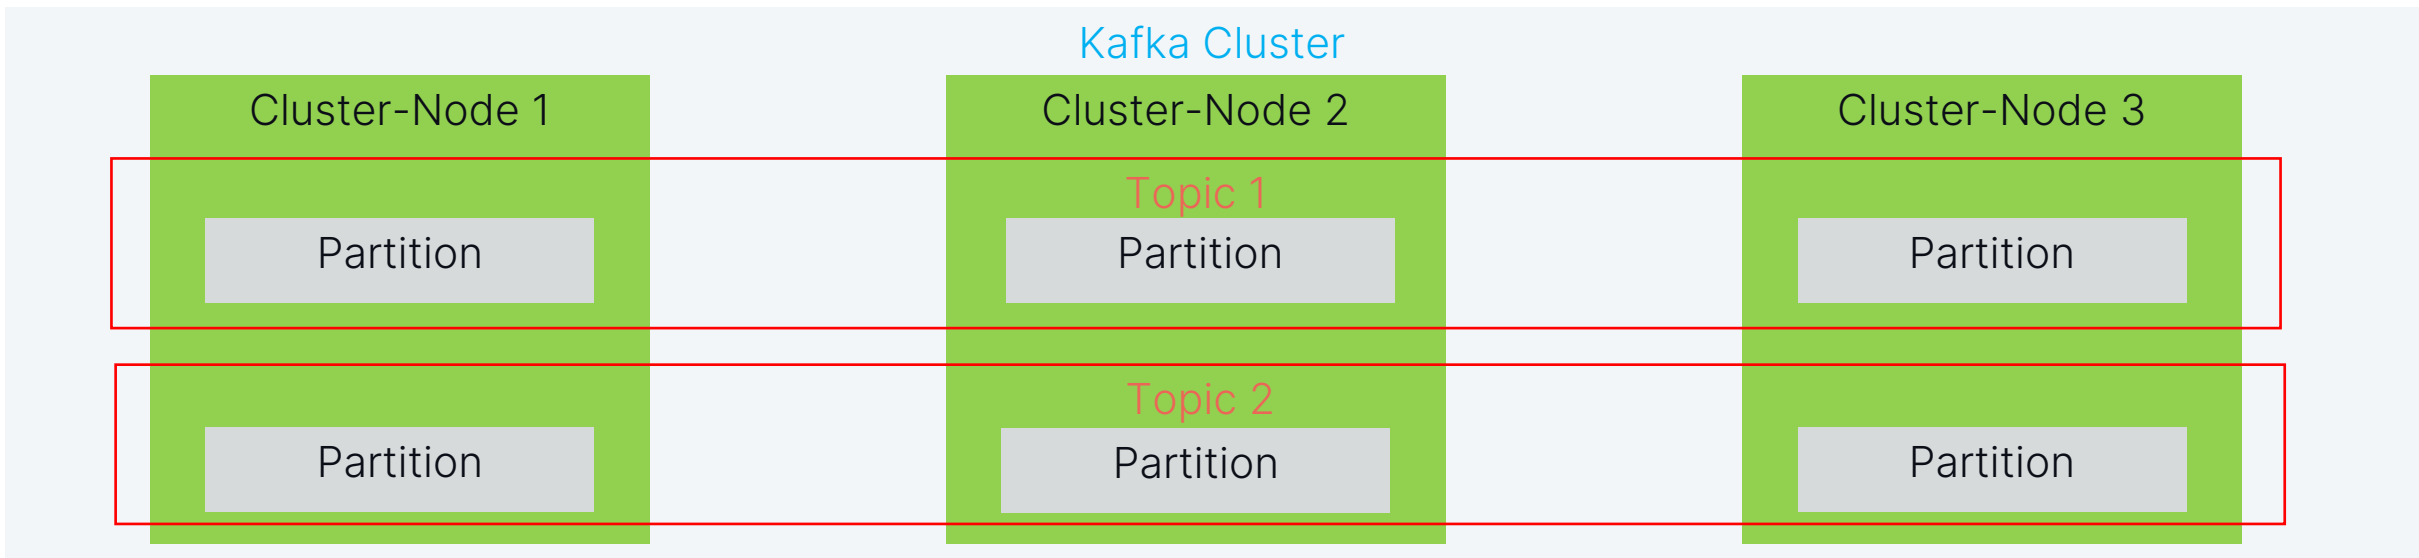 Kafka Cluster
Cluster-Node 1
Cluster-Node 2
Cluster-Node 3
Topic 1
Partition
Partition
Partition
Topic 2
Partition
Partition
Partition